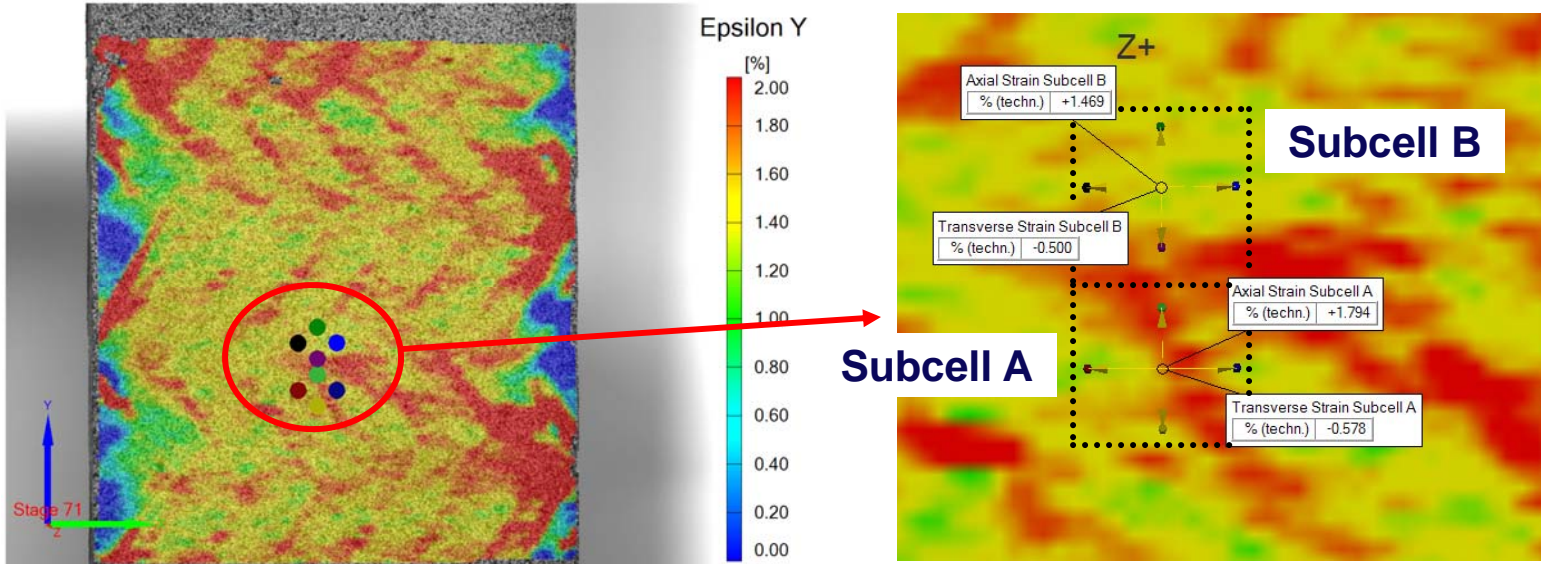 Epsilon Y
[%]
2.00
1.80
1.60
1.40
1.20
1.00
0.80
0.60
0.40
0.20
0.00
Y
Stage 71
Z
Z+
Axial Strain Subcell B
% (techn.) +1.469
Subcell B
Transverse Strain Subcell B
% (techn.) -0.500
Axial Strain Subcell A
% (techn.) +1.794
Subcell A
Transverse Strain Subcell A
% (techn.) -0.578